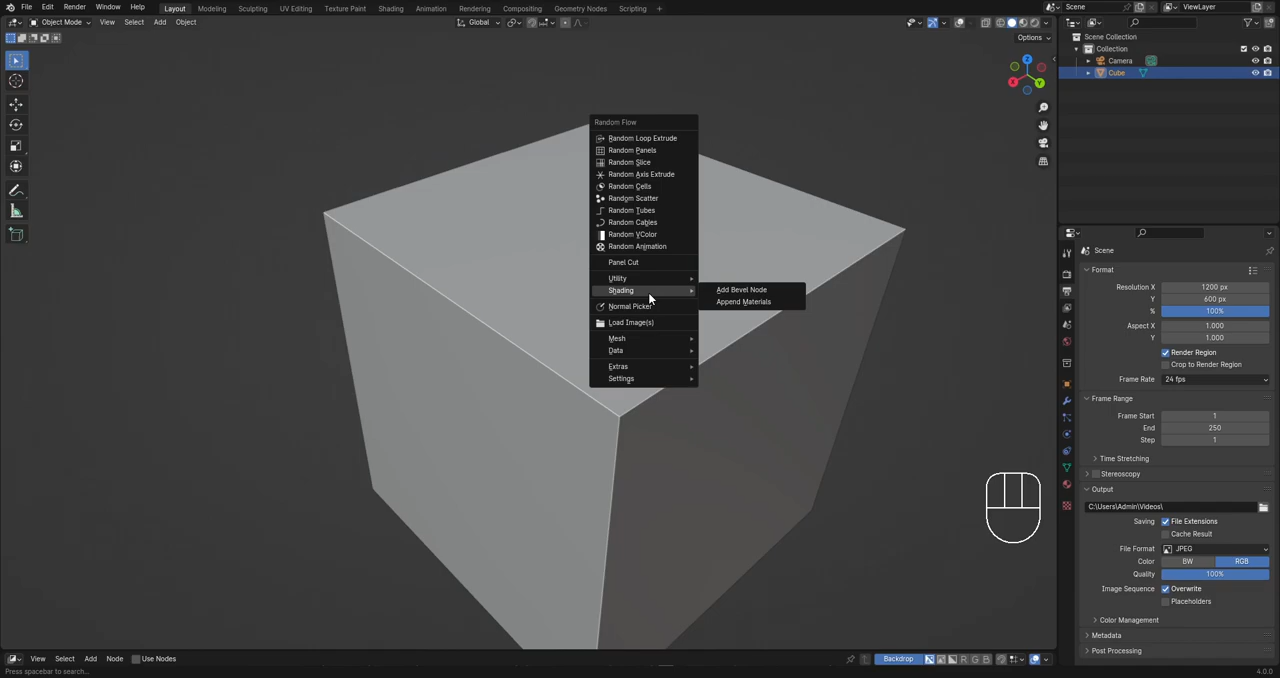 File Edit Render Window Help Layout Modeling Sculpting UV Editing Texture Paint Shading Animation Rendering Compositing Geometry Nodes Scripting + Scene ViewLayer
Object Mode View Select Add Object Global
Options
Scene Collection
Collection
Camera
Cube
Z
X
Y
Random Flow
Random Loop Extrude
Random Panels
Random Slice
Random Axis Extrude
Random Cells
Random Scatter
Random Tubes
Random Cables
Random VColor
Random Animation
Panel Cut
Utility
Shading
Normal Picker
Load Image(s)
Mesh
Data
Extras
Settings
Add Bevel Node
Append Materials
Scene
Format
Resolution X 1200 px
Y 600 px
% 100%
Aspect X 1.000
Y 1.000
Render Region
Crop to Render Region
Frame Rate 24 fps
Frame Range
Frame Start 1
End 250
Step 1
Time Stretching
Stereoscopy
Output
C:\Users\Admin\Videos\
Saving File Extensions
Cache Result
File Format JPEG
Color BW RGB
Quality 100%
Image Sequence Overwrite
Placeholders
Color Management
Metadata
Post Processing
View Select Add Node Use Nodes Backdrop R G B
Press spacebar to search... 4.0.0